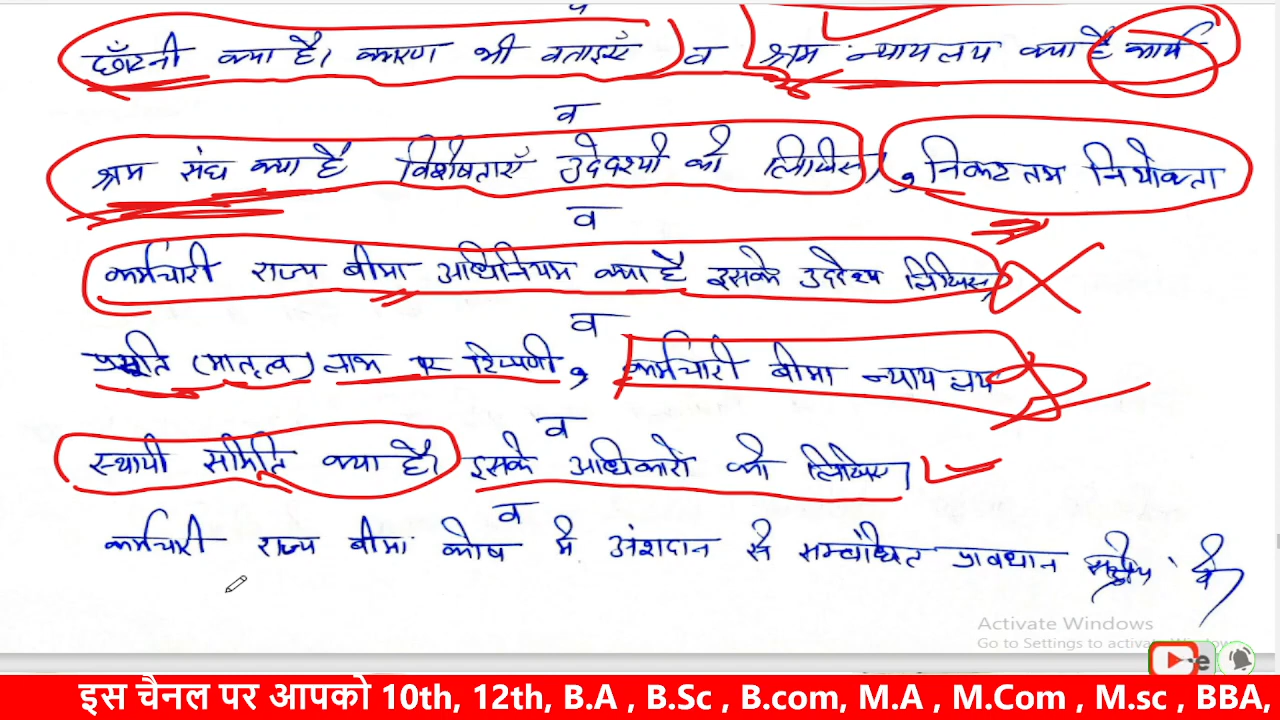 छँटनी क्या है। कारण भी बताइएँ व श्रम न्यायलय क्या है कार्य
व
श्रम संघ क्या है विशेषताएँ उद्देश्यों को लिखिए। , निकटतम नियोक्ता
व
कर्मचारी राज्य बीमा अधिनियम क्या है इसके उद्देश्य लिखिए,
व
प्रसूति (मातृत्व) लाभ पर टिप्पणी, कर्मचारी बीमा न्यायलय
व
स्थायी समिति क्या है। इसके अधिकारों को लिखिए।
व
कर्मचारी राज्य बीमा कोष में अंशदान से सम्बंधित प्रावधान
Activate Windows
Go to Settings to activate Windows
इस चैनल पर आपको 10th, 12th, B.A , B.Sc , B.com, M.A , M.Com , M.sc , BBA,